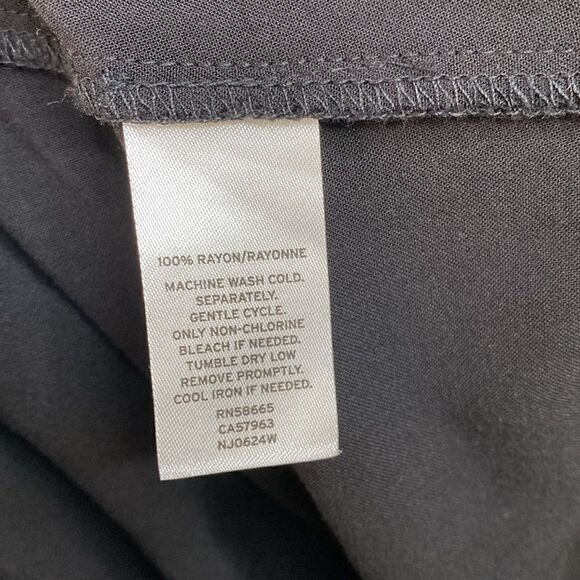 100% RAYON/RAYONNE
MACHINE WASH COLD.
SEPARATELY.
GENTLE CYCLE.
ONLY NON-CHLORINE
BLEACH IF NEEDED.
TUMBLE DRY LOW
REMOVE PROMPTLY.
COOL IRON IF NEEDED.
RN58665
CA57963
NJ0624W